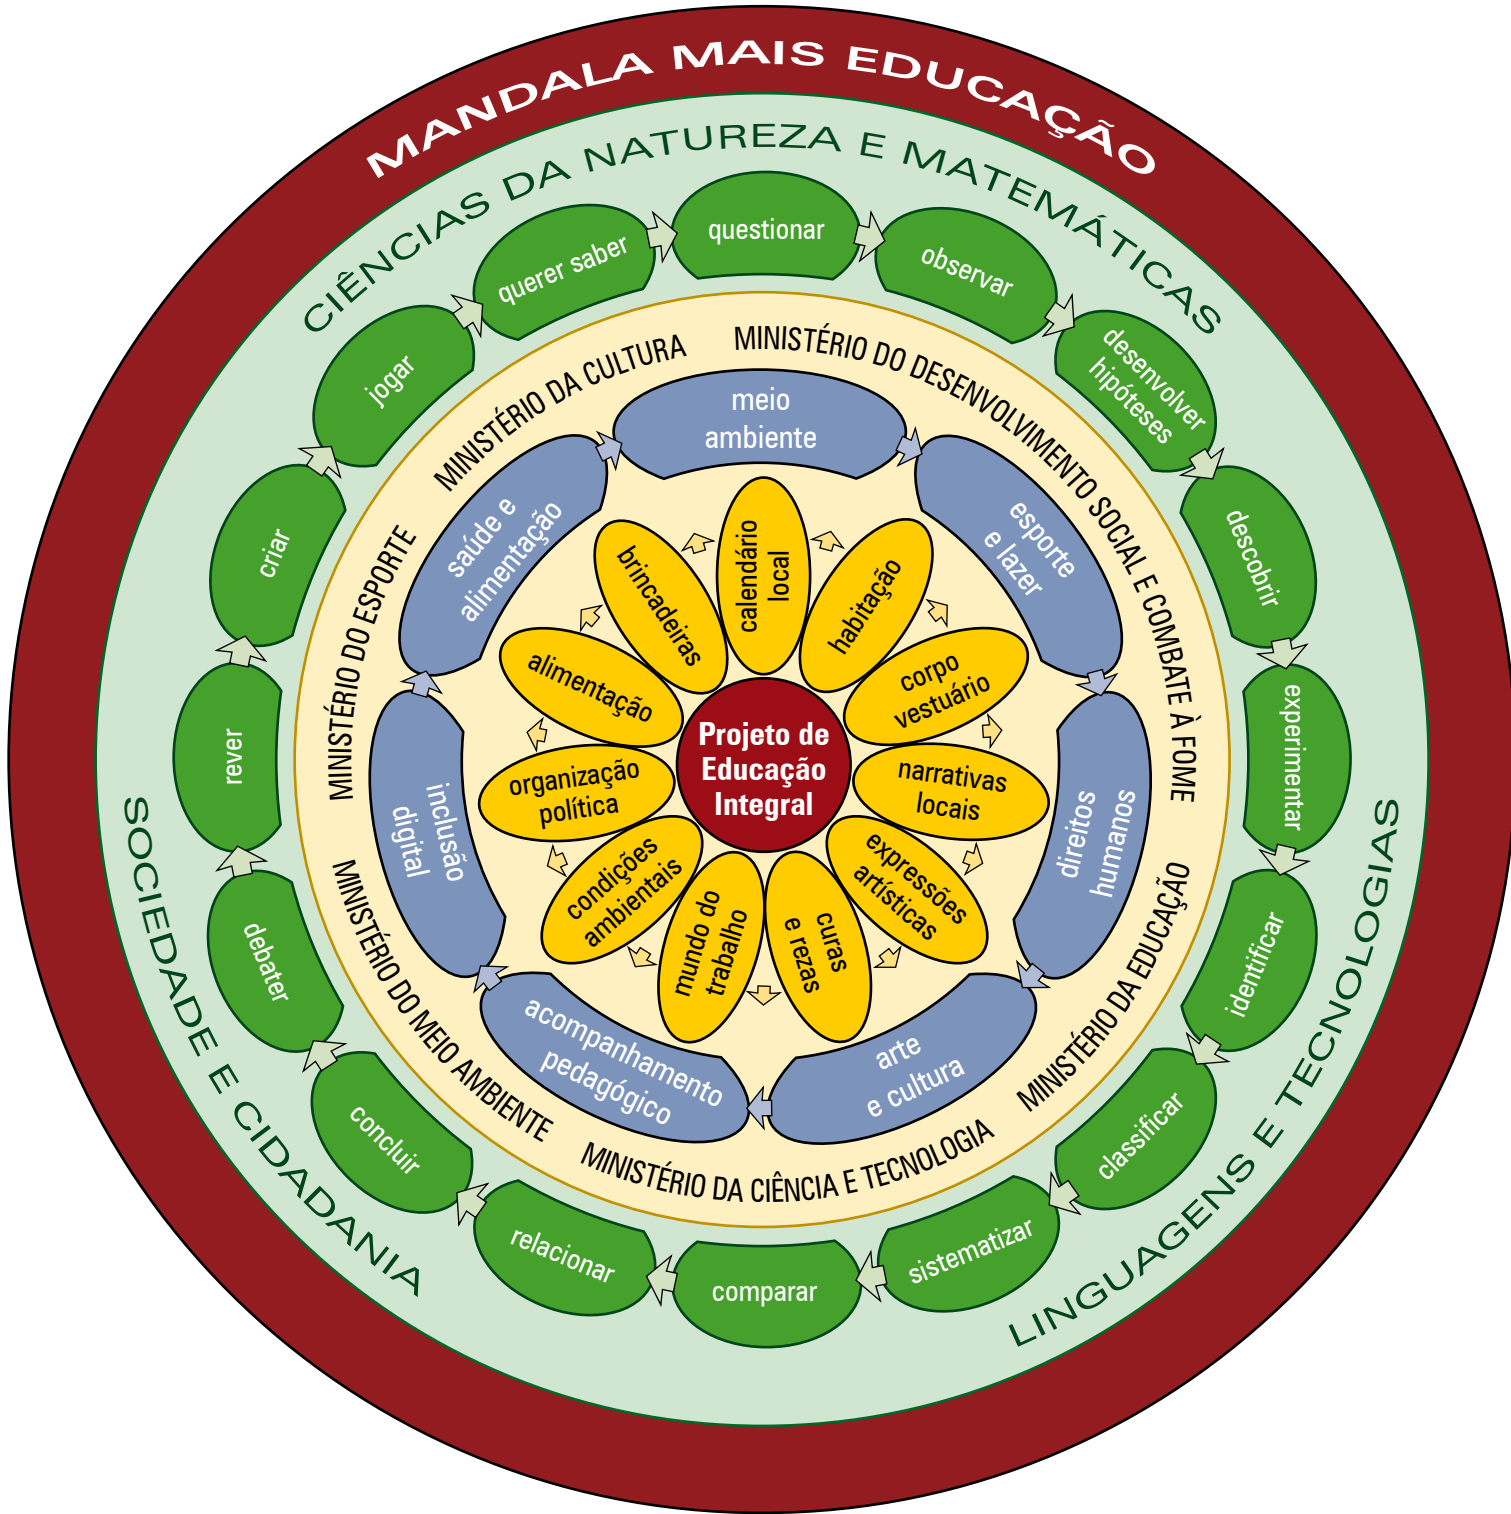 MANDALA MAIS EDUCAÇÃO
CIÊNCIAS DA NATUREZA E MATEMÁTICAS
LINGUAGENS E TECNOLOGIAS
SOCIEDADE E CIDADANIA
questionar
observar
desenvolver
hipóteses
descobrir
experimentar
identificar
classificar
sistematizar
comparar
relacionar
concluir
debater
rever
criar
jogar
querer saber
MINISTÉRIO DO DESENVOLVIMENTO SOCIAL E COMBATE À FOME
MINISTÉRIO DA EDUCAÇÃO
MINISTÉRIO DA CIÊNCIA E TECNOLOGIA
MINISTÉRIO DO MEIO AMBIENTE
MINISTÉRIO DO ESPORTE
MINISTÉRIO DA CULTURA
meio
ambiente
esporte
e lazer
direitos
humanos
arte
e cultura
acompanhamento
pedagógico
inclusão
digital
saúde e
alimentação
calendário
local
habitação
corpo
vestuário
narrativas
locais
expressões
artísticas
curas
e rezas
mundo do
trabalho
condições
ambientais
organização
política
alimentação
brincadeiras
Projeto de
Educação
Integral